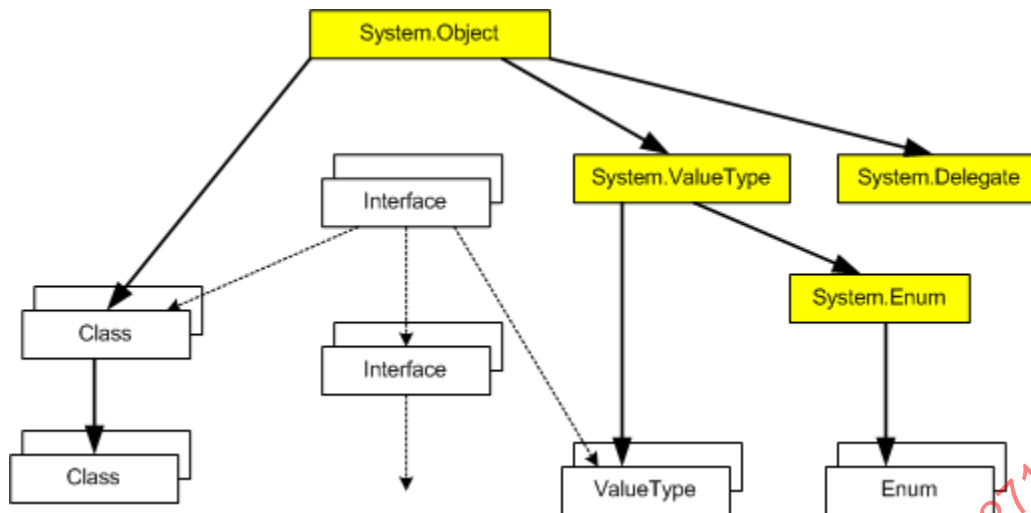 System.Object
System.ValueType
System.Delegate
Interface
System.Enum
Class
Interface
Class
ValueType
Enum